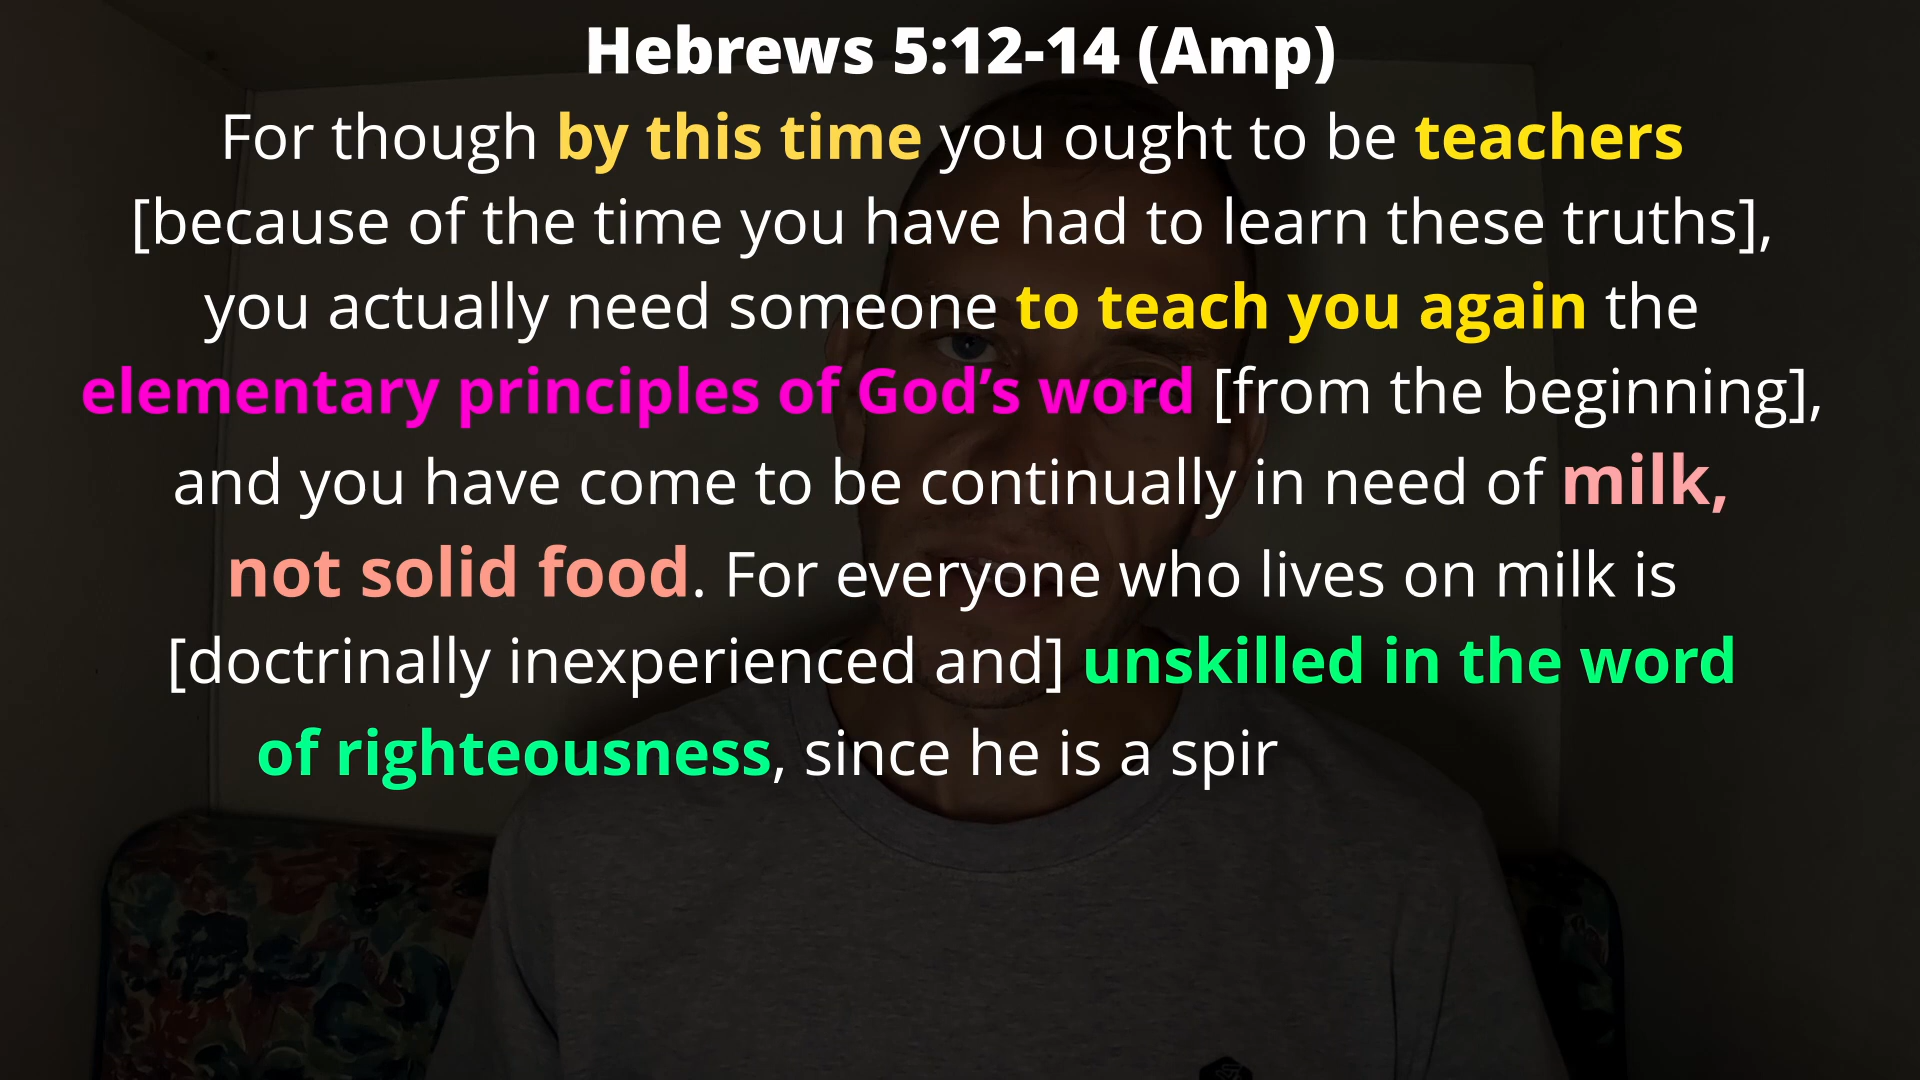 Hebrews 5:12-14 (Amp)
For though by this time you ought to be teachers
[because of the time you have had to learn these truths],
you actually need someone to teach you again the
elementary principles of God’s word [from the beginning],
and you have come to be continually in need of milk,
not solid food. For everyone who lives on milk is
[doctrinally inexperienced and] unskilled in the word
of righteousness, since he is a spir